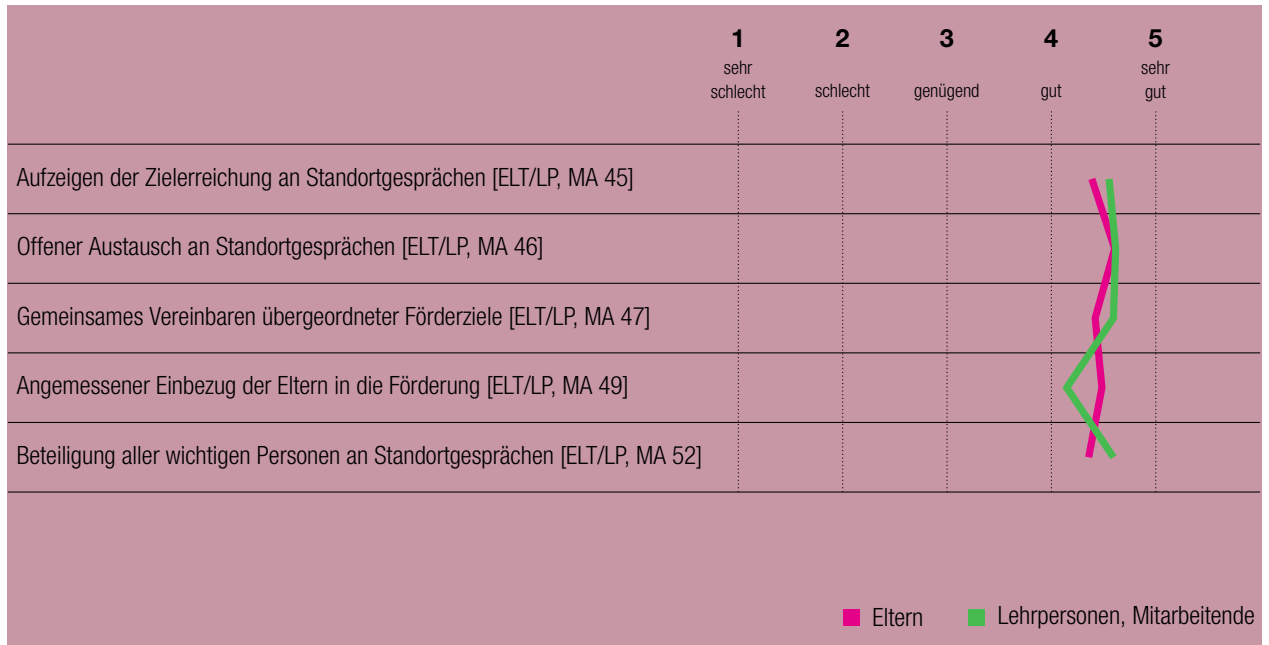 1 2 3 4 5
sehr schlecht schlecht genügend gut sehr gut
Aufzeigen der Zielerreichung an Standortgesprächen [ELT/LP, MA 45]
Offener Austausch an Standortgesprächen [ELT/LP, MA 46]
Gemeinsames Vereinbaren übergeordneter Förderziele [ELT/LP, MA 47]
Angemessener Einbezug der Eltern in die Förderung [ELT/LP, MA 49]
Beteiligung aller wichtigen Personen an Standortgesprächen [ELT/LP, MA 52]
Eltern Lehrpersonen, Mitarbeitende